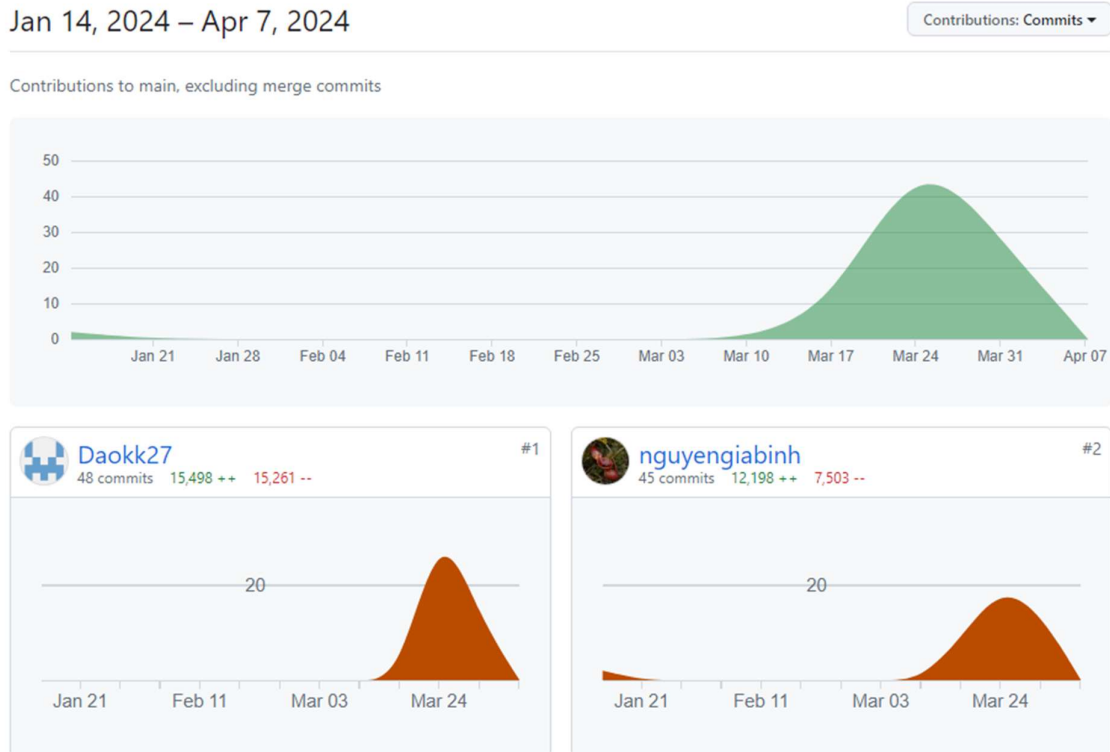 Jan 14, 2024 – Apr 7, 2024
Contributions: Commits
Contributions to main, excluding merge commits
50
40
30
20
10
0
Jan 21 Jan 28 Feb 04 Feb 11 Feb 18 Feb 25 Mar 03 Mar 10 Mar 17 Mar 24 Mar 31 Apr 07
Daokk27 #1
48 commits 15,498 ++ 15,261 --
20
Jan 21 Feb 11 Mar 03 Mar 24
nguyengiabinh #2
45 commits 12,198 ++ 7,503 --
20
Jan 21 Feb 11 Mar 03 Mar 24